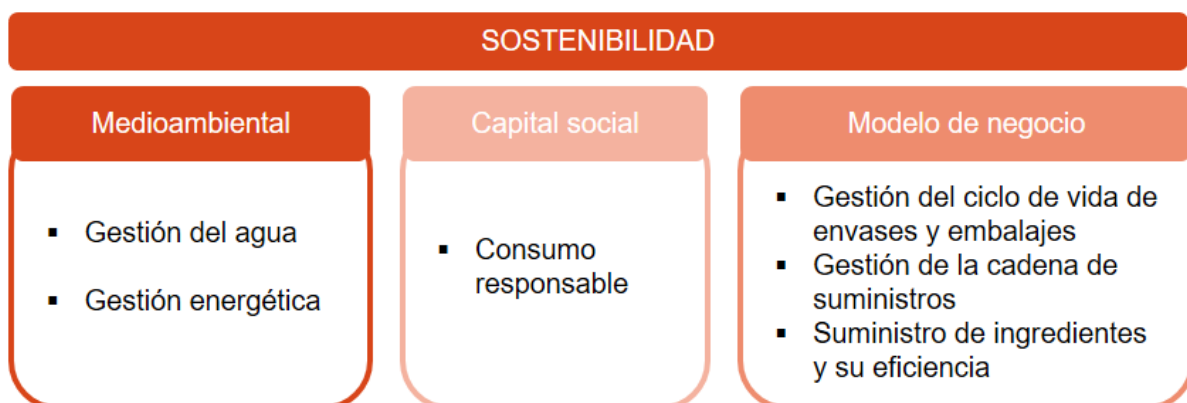 SOSTENIBILIDAD
Medioambiental
▪ Gestión del agua
▪ Gestión energética
Capital social
▪ Consumo
responsable
Modelo de negocio
▪ Gestión del ciclo de vida de
envases y embalajes
▪ Gestión de la cadena de
suministros
▪ Suministro de ingredientes
y su eficiencia